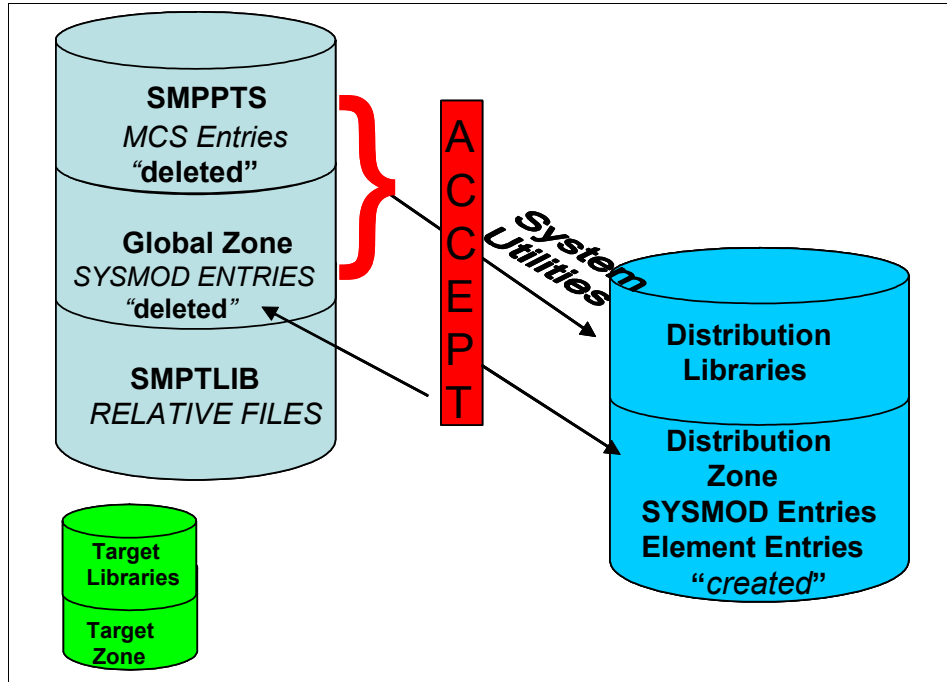 SMPPTS
MCS Entries
“deleted”
Global Zone
SYSMOD ENTRIES
“deleted”
SMPTLIB
RELATIVE FILES
A
C
C
E
P
T
System
Utilities
Distribution
Libraries
Distribution
Zone
SYSMOD Entries
Element Entries
“created”
Target
Libraries
Target
Zone